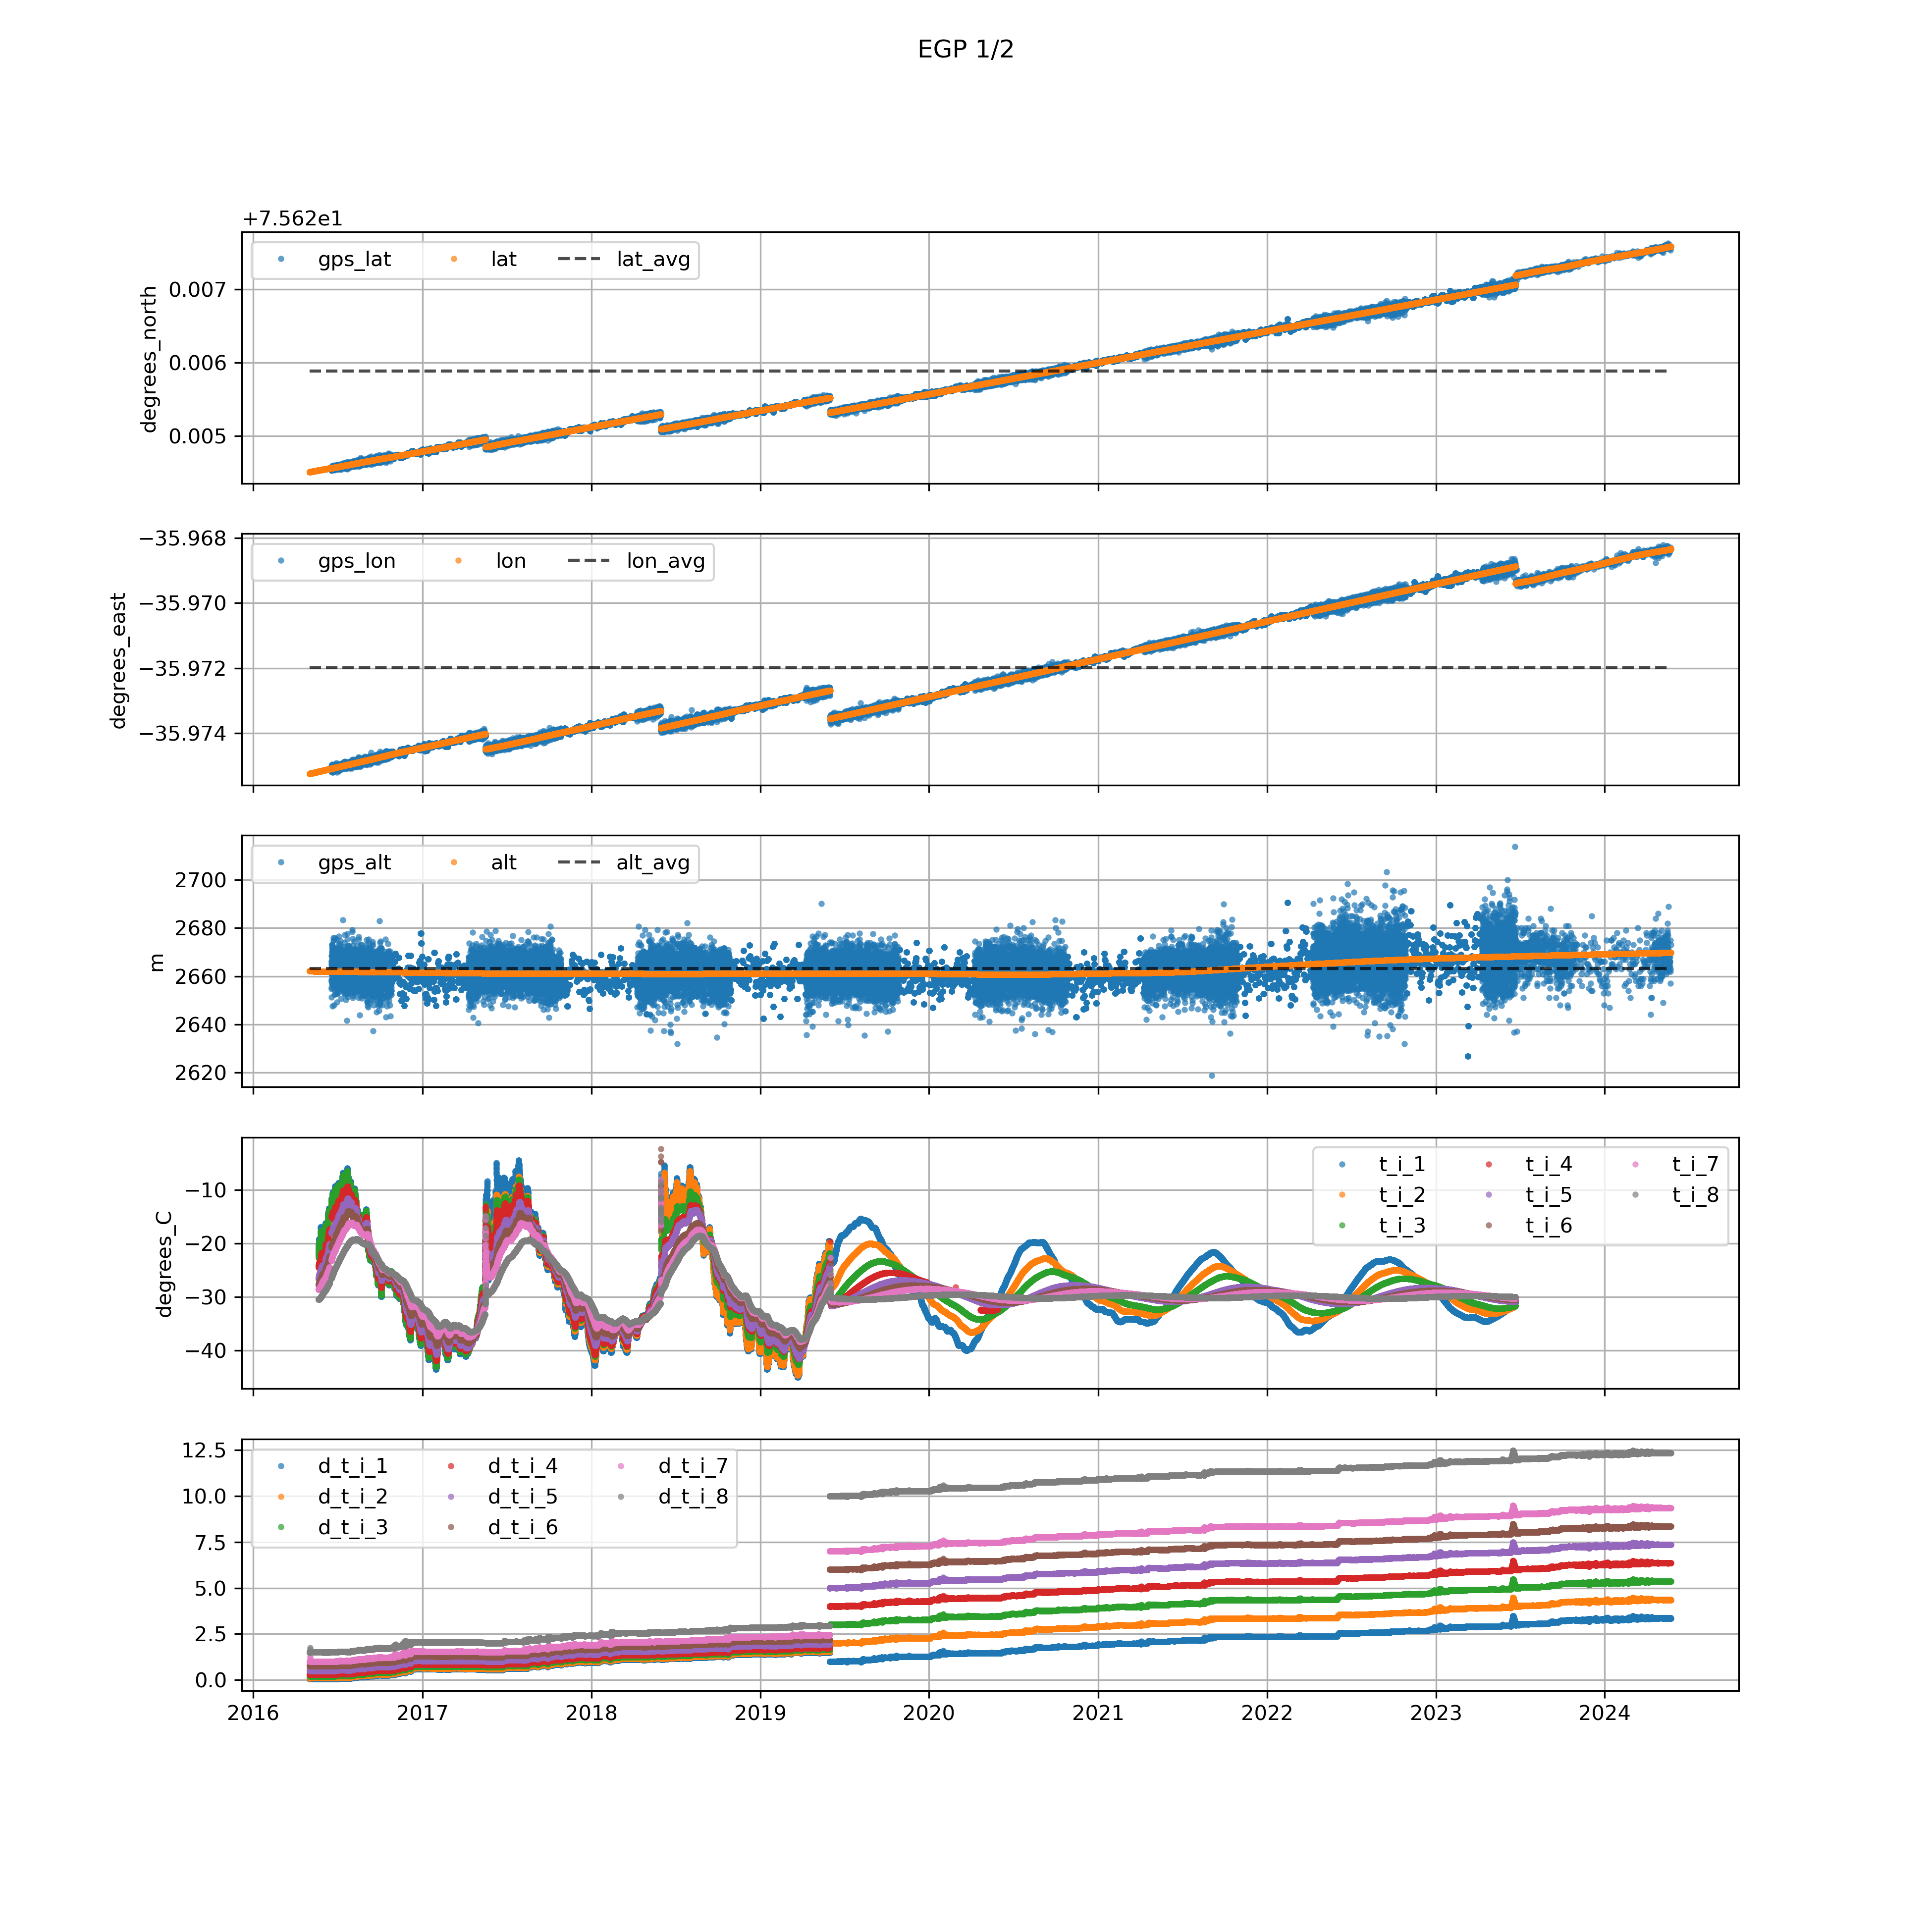 EGP 1/2
+7.562e1
gps_lat lat lat_avg
degrees_north
0.007
0.006
0.005
gps_lon lon lon_avg
degrees_east
−35.968
−35.970
−35.972
−35.974
gps_alt alt alt_avg
m
2700
2680
2660
2640
2620
t_i_1 t_i_4 t_i_7
t_i_2 t_i_5 t_i_8
t_i_3 t_i_6
degrees_C
−10
−20
−30
−40
d_t_i_1 d_t_i_4 d_t_i_7
d_t_i_2 d_t_i_5 d_t_i_8
d_t_i_3 d_t_i_6
12.5
10.0
7.5
5.0
2.5
0.0
2016 2017 2018 2019 2020 2021 2022 2023 2024